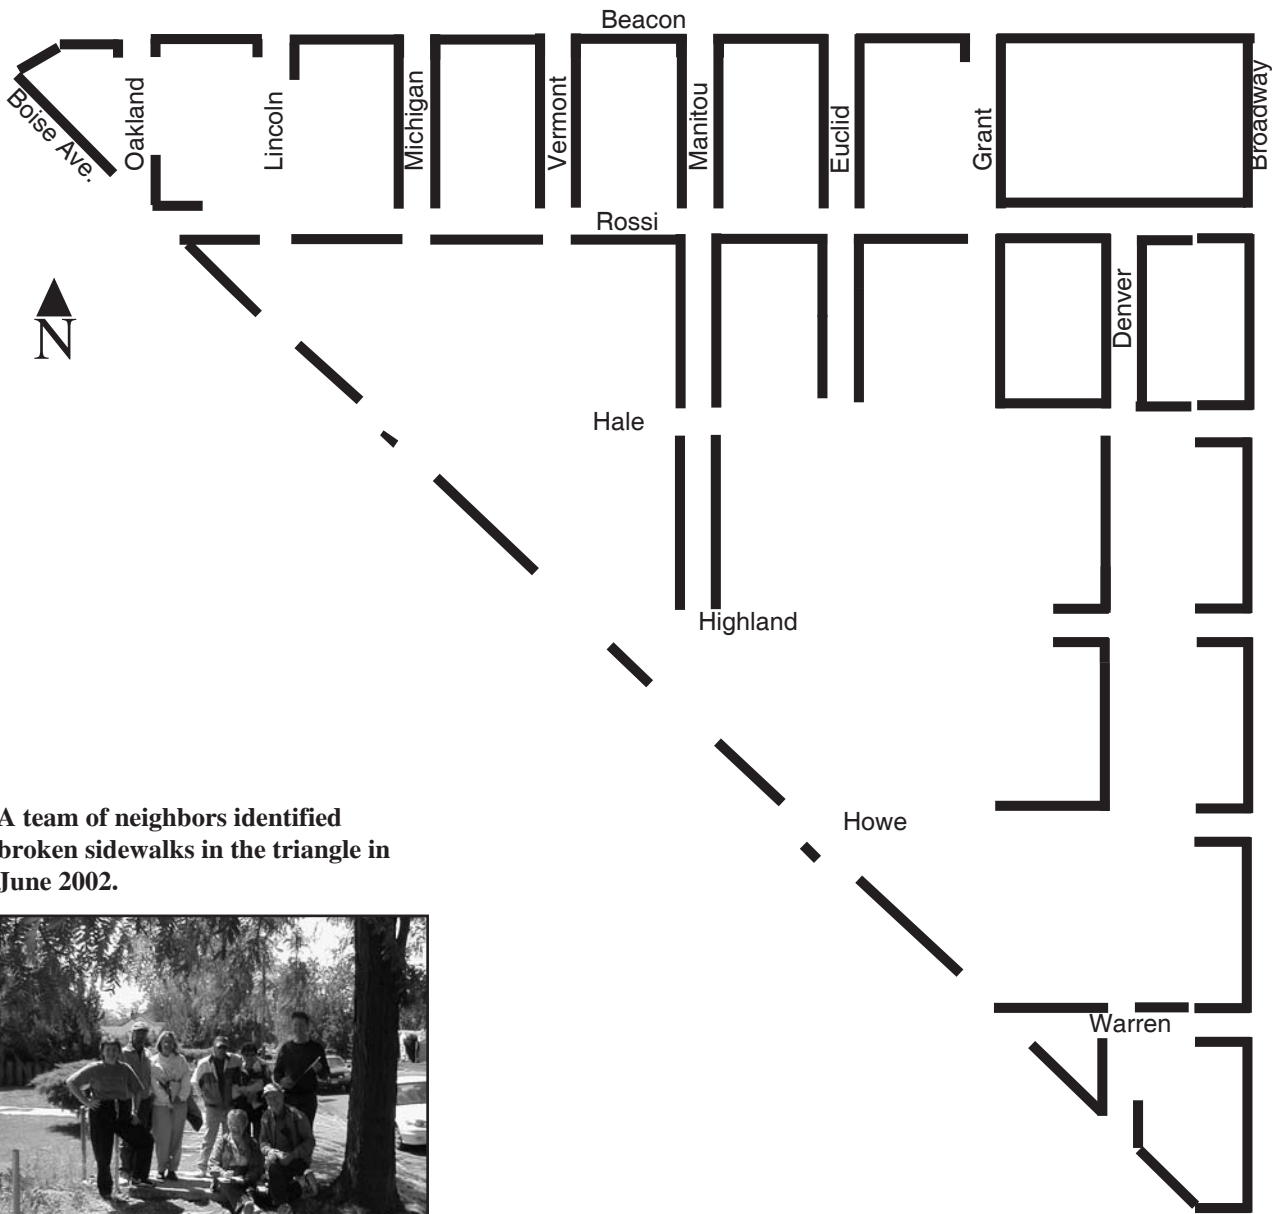 Beacon
Boise Ave.
Oakland
Lincoln
Michigan
Vermont
Manitou
Euclid
Grant
Broadway
Rossi
N
Denver
Hale
Highland
Howe
A team of neighbors identified
broken sidewalks in the triangle in
June 2002.
Warren